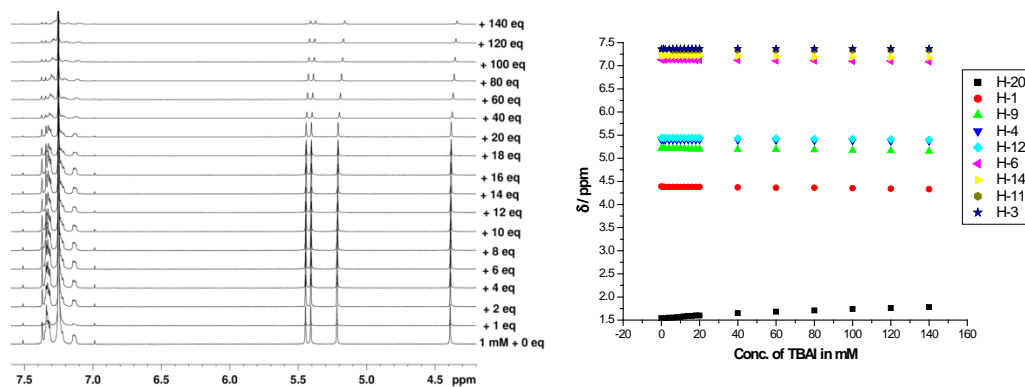 + 140 eq
+ 120 eq
+ 100 eq
+ 80 eq
+ 60 eq
+ 40 eq
+ 20 eq
+ 18 eq
+ 16 eq
+ 14 eq
+ 12 eq
+ 10 eq
+ 8 eq
+ 6 eq
+ 4 eq
+ 2 eq
+ 1 eq
1 mM + 0 eq
7.5 7.0 6.5 6.0 5.5 5.0 4.5 ppm
7.5
7.0
6.5
6.0
5.5
5.0
4.5
4.0
3.5
3.0
2.5
2.0
1.5
δ/ ppm
-20 0 20 40 60 80 100 120 140 160
Conc. of TBAI in mM
H-20
H-1
H-9
H-4
H-12
H-6
H-14
H-11
H-3